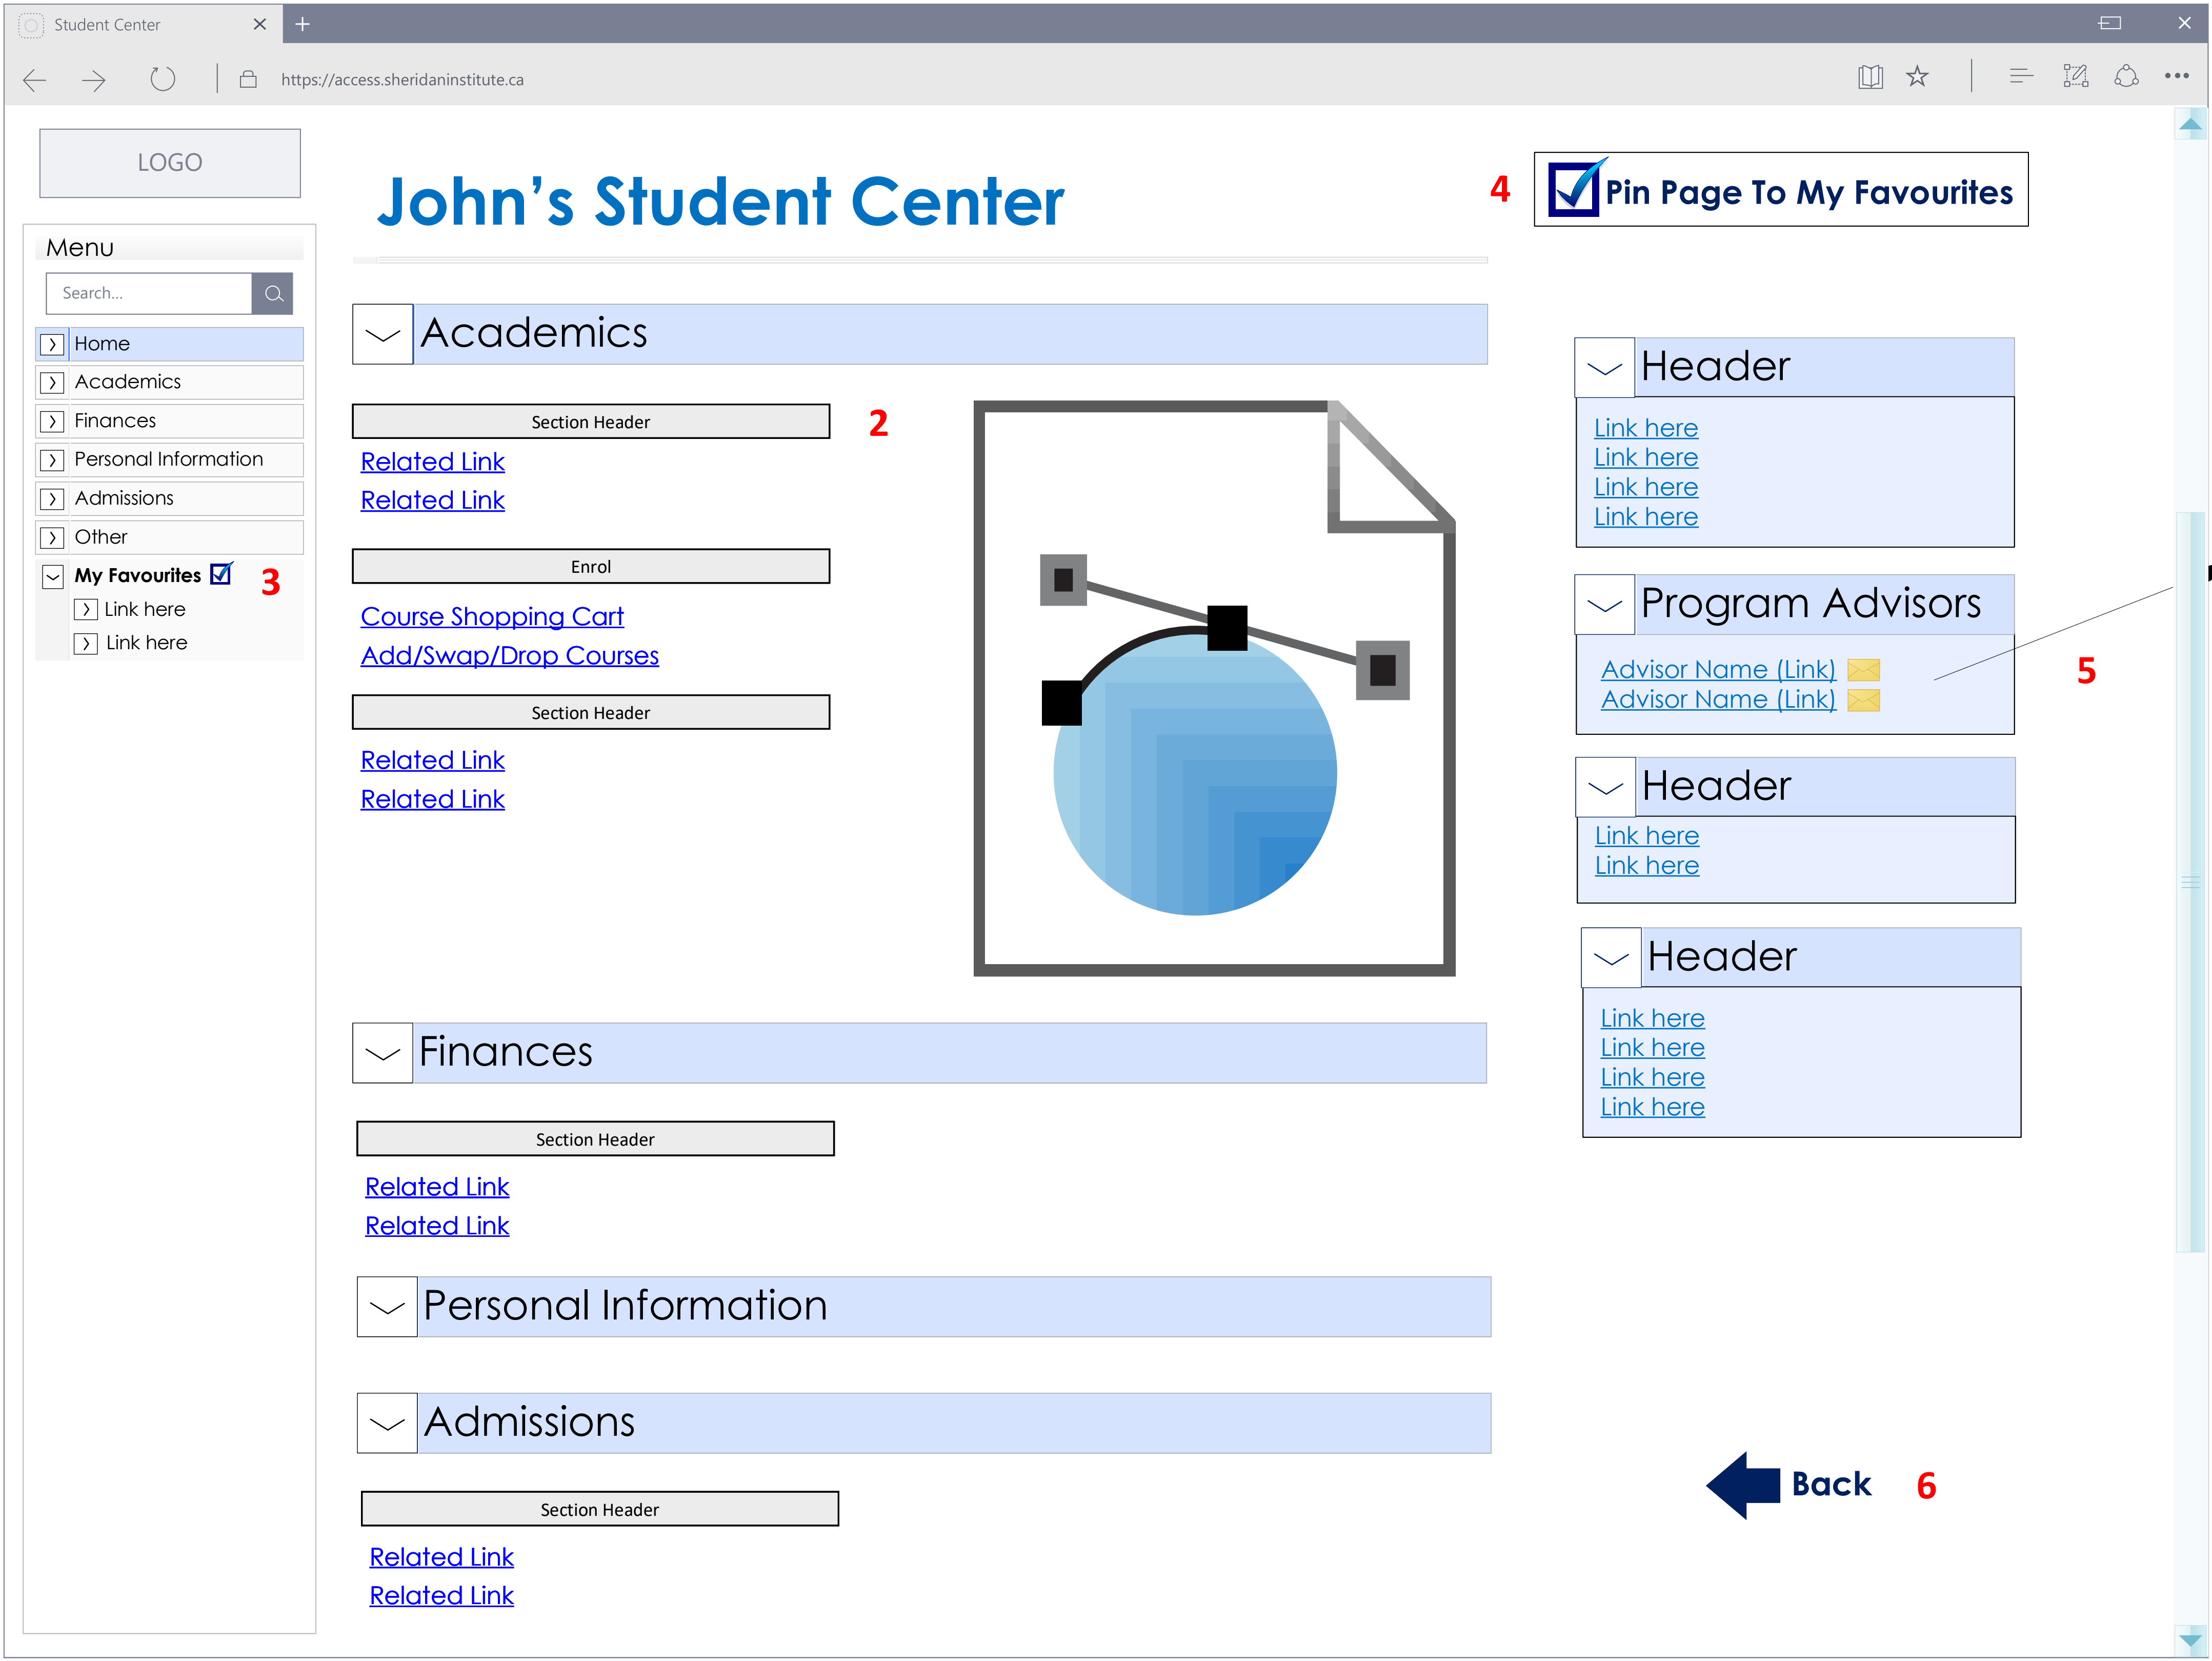 Student Center
https://access.sheridaninstitute.ca
LOGO
Menu
Search...
Home
Academics
Finances
Personal Information
Admissions
Other
My Favourites
3
Link here
Link here
John's Student Center
4
Pin Page To My Favourites
Academics
Section Header
2
Related Link
Related Link
Enrol
Course Shopping Cart
Add/Swap/Drop Courses
Section Header
Related Link
Related Link
Finances
Section Header
Related Link
Related Link
Personal Information
Admissions
Section Header
Related Link
Related Link
Header
Link here
Link here
Link here
Link here
Program Advisors
Advisor Name (Link)
Advisor Name (Link)
5
Header
Link here
Link here
Header
Link here
Link here
Link here
Link here
Back
6